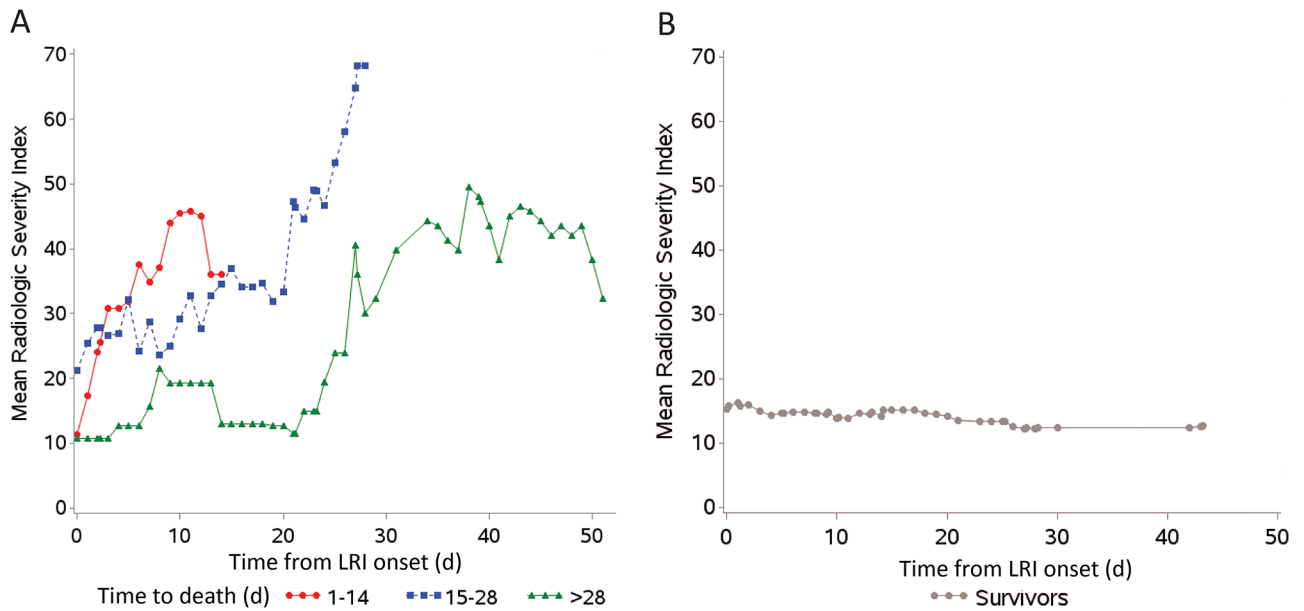 A
Mean Radiologic Severity Index
70
60
50
40
30
20
10
0
0 10 20 30 40 50
Time from LRI onset (d)
Time to death (d) 1-14 15-28 >28
B
Mean Radiologic Severity Index
70
60
50
40
30
20
10
0
0 10 20 30 40 50
Time from LRI onset (d)
Survivors